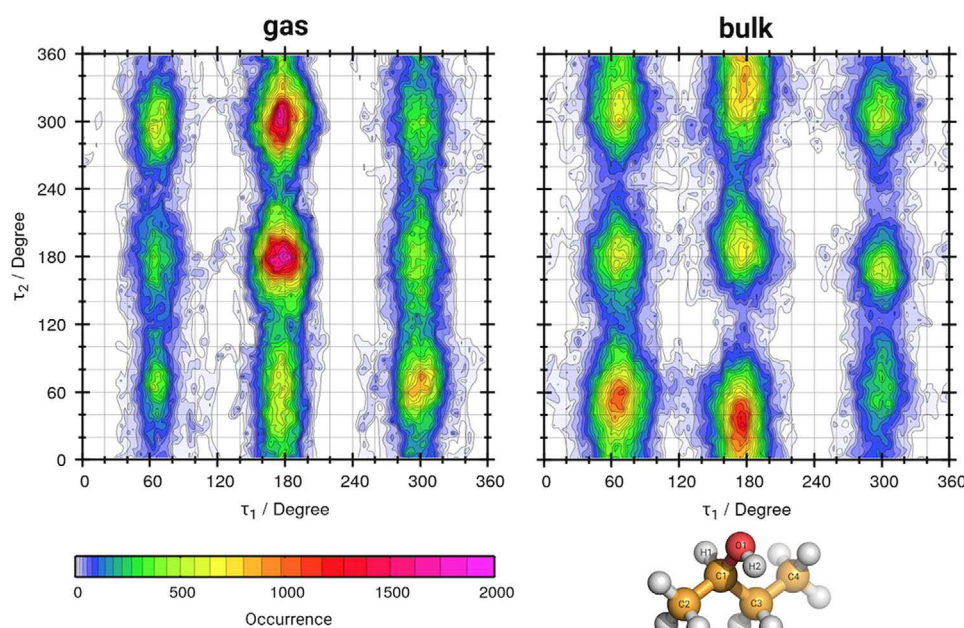 gas
bulk
360
300
240
180
120
60
0
τ2 / Degree
0 60 120 180 240 300 360
0 60 120 180 240 300 360
τ1 / Degree
τ1 / Degree
0 500 1000 1500 2000
Occurrence
H1
O1
H2
C1
C4
C2
C3